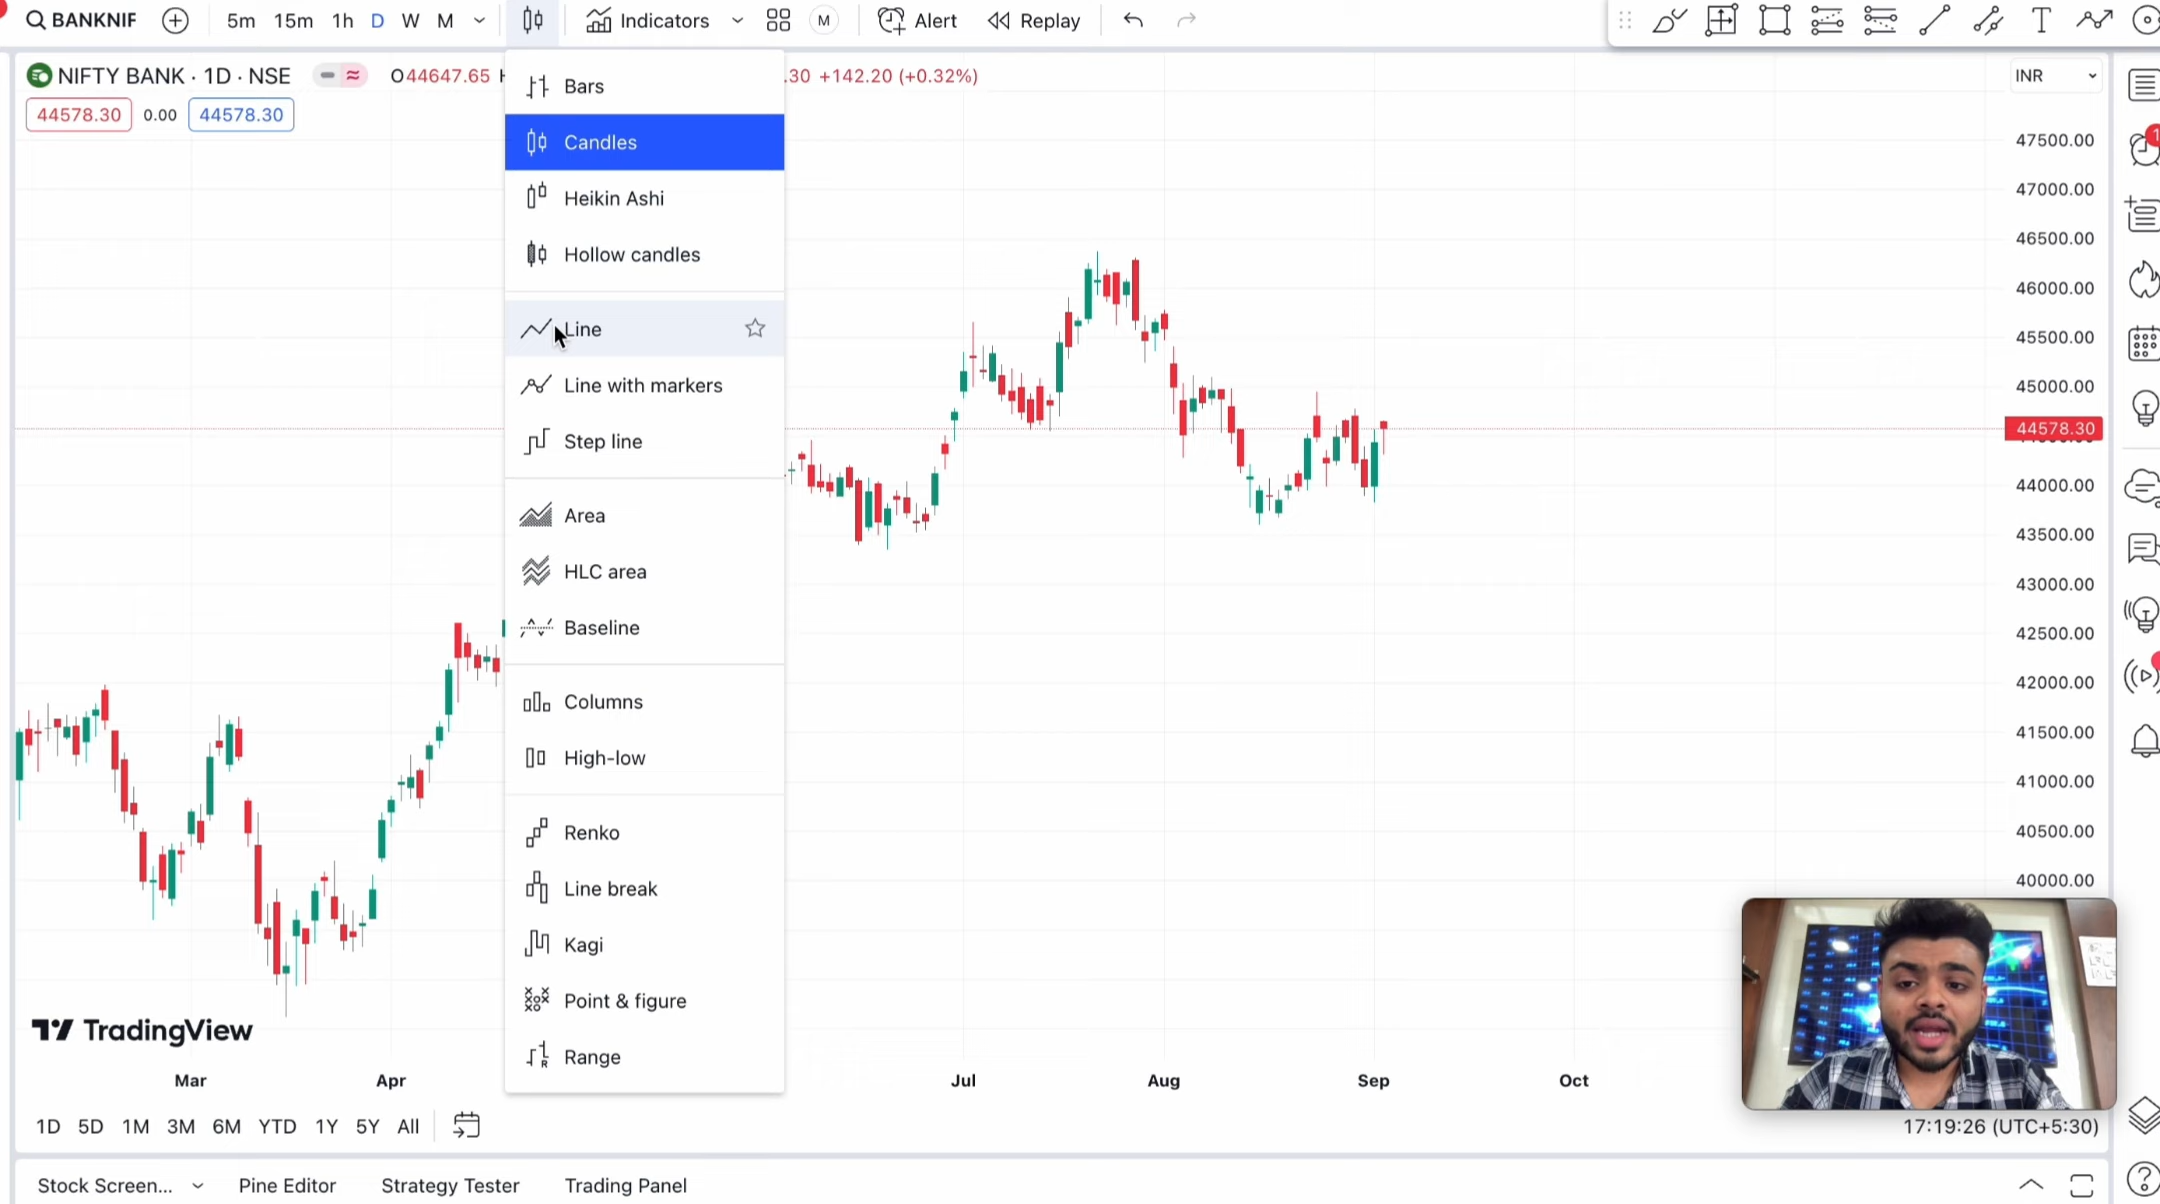 BANKNIF
5m 15m 1h D W M
Indicators
M
Alert
Replay
T
NIFTY BANK · 1D · NSE
O44647.65
.30 +142.20 (+0.32%)
INR
44578.30 0.00 44578.30
Bars
Candles
Heikin Ashi
Hollow candles
Line
Line with markers
Step line
Area
HLC area
Baseline
Columns
High-low
Renko
Line break
Kagi
Point & figure
Range
47500.00
47000.00
46500.00
46000.00
45500.00
45000.00
44578.30
44000.00
43500.00
43000.00
42500.00
42000.00
41500.00
41000.00
40500.00
40000.00
TradingView
Mar Apr Jul Aug Sep Oct
1D 5D 1M 3M 6M YTD 1Y 5Y All
17:19:26 (UTC+5:30)
Stock Screen... Pine Editor Strategy Tester Trading Panel